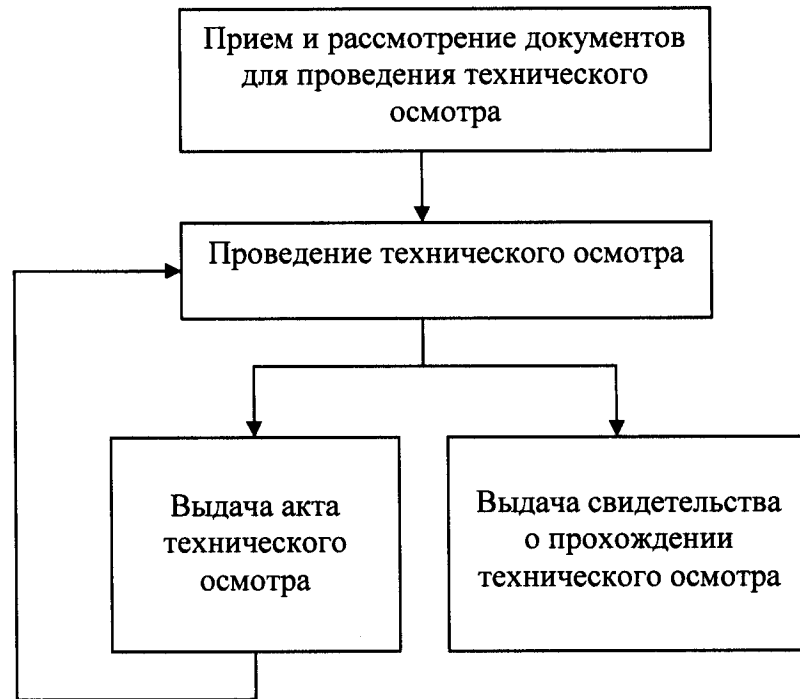 Прием и рассмотрение документов
для проведения технического
осмотра
Проведение технического осмотра
Выдача акта
технического
осмотра
Выдача свидетельства
о прохождении
технического осмотра